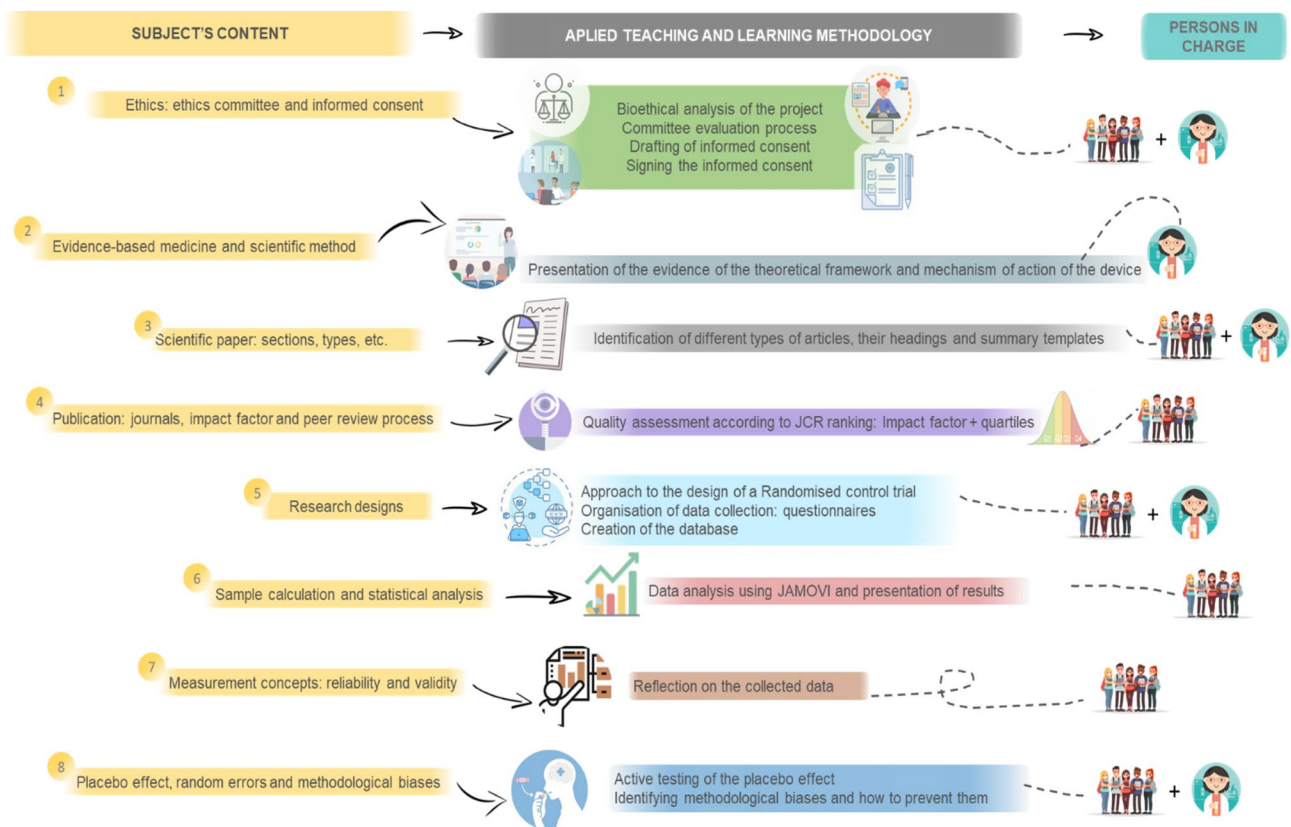 SUBJECT'S CONTENT
APLIED TEACHING AND LEARNING METHODOLOGY
PERSONS IN
CHARGE
1
Ethics: ethics committee and informed consent
Bioethical analysis of the project
Committee evaluation process
Drafting of informed consent
Signing the informed consent
+
2
Evidence-based medicine and scientific method
Presentation of the evidence of the theoretical framework and mechanism of action of the device
3
Scientific paper: sections, types, etc.
Identification of different types of articles, their headings and summary templates
+
4
Publication: journals, impact factor and peer review process
Quality assessment according to JCR ranking: Impact factor + quartiles
Q1 Q2 Q3 Q4
5
Research designs
Approach to the design of a Randomised control trial
Organisation of data collection: questionnaires
Creation of the database
+
6
Sample calculation and statistical analysis
Data analysis using JAMOVI and presentation of results
7
Measurement concepts: reliability and validity
Reflection on the collected data
8
Placebo effect, random errors and methodological biases
Active testing of the placebo effect
Identifying methodological biases and how to prevent them
+